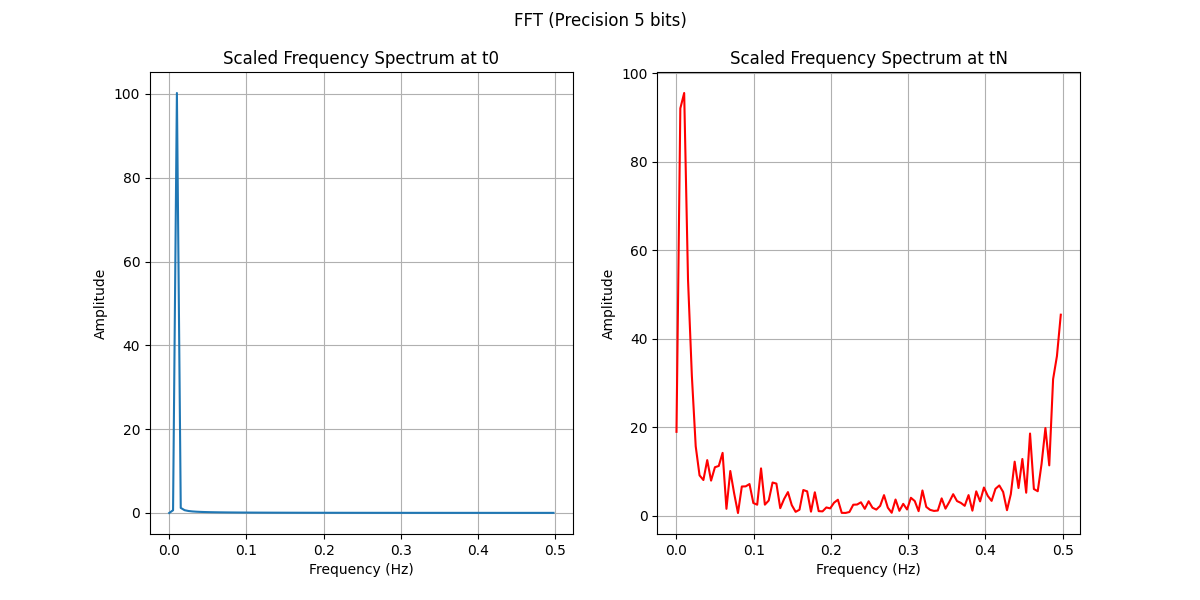 FFT (Precision 5 bits)
Scaled Frequency Spectrum at t0
Amplitude
100
80
60
40
20
0
0.0 0.1 0.2 0.3 0.4 0.5
Frequency (Hz)
Scaled Frequency Spectrum at tN
Amplitude
100
80
60
40
20
0
0.0 0.1 0.2 0.3 0.4 0.5
Frequency (Hz)